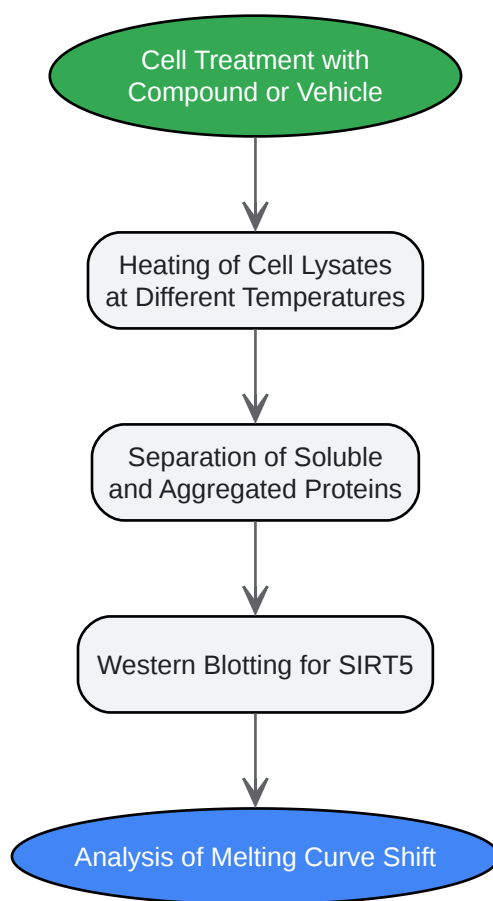 Cell Treatment with
Compound or Vehicle
Heating of Cell Lysates
at Different Temperatures
Separation of Soluble
and Aggregated Proteins
Western Blotting for SIRT5
Analysis of Melting Curve Shift